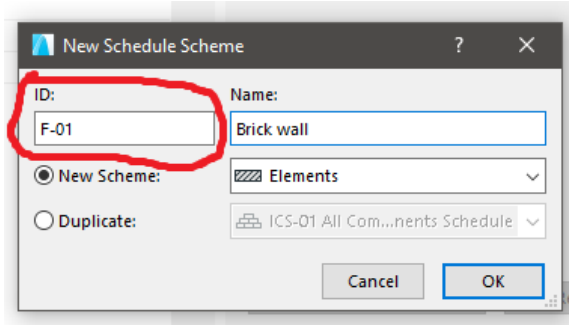 New Schedule Scheme ? ×
ID: Name:
F-01 Brick wall
New Scheme: Elements
Duplicate: ICS-01 All Com...nents Schedule
Cancel OK